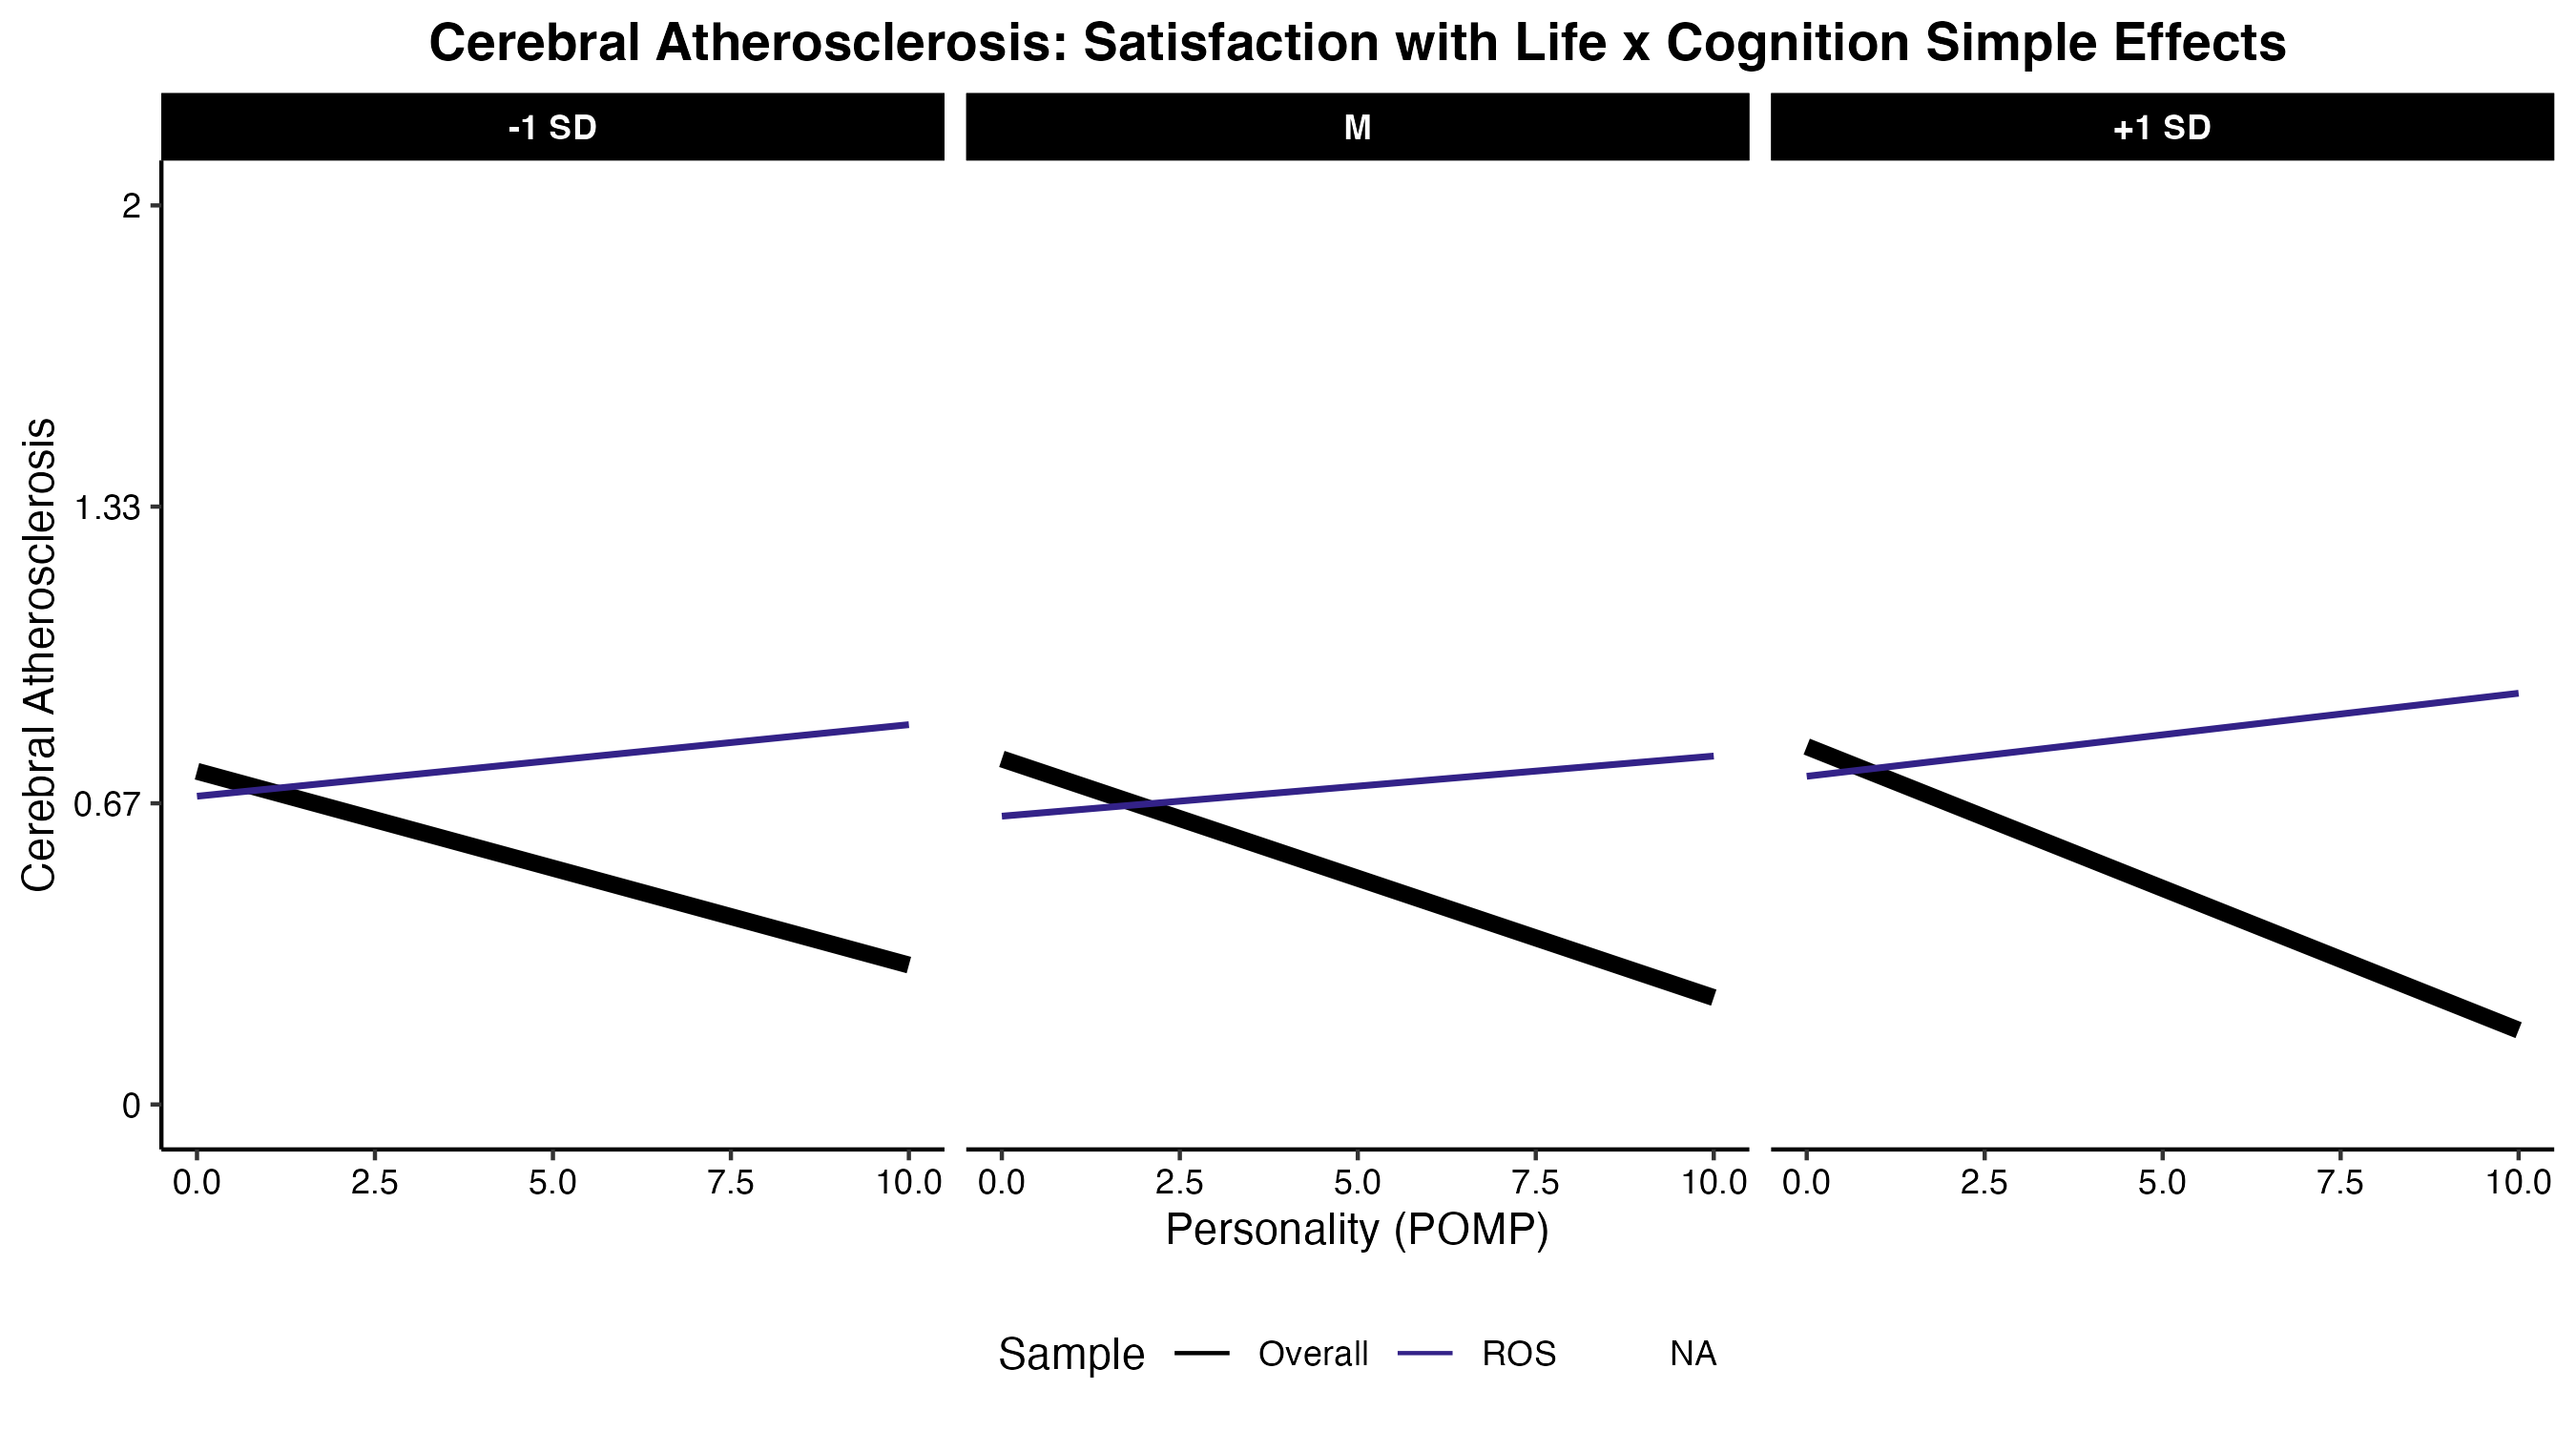 Cerebral Atherosclerosis: Satisfaction with Life x Cognition Simple Effects
-1 SD M +1 SD
Cerebral Atherosclerosis
2
1.33
0.67
0
0.0 2.5 5.0 7.5 10.0 0.0 2.5 5.0 7.5 10.0 0.0 2.5 5.0 7.5 10.0
Personality (POMP)
Sample Overall ROS NA